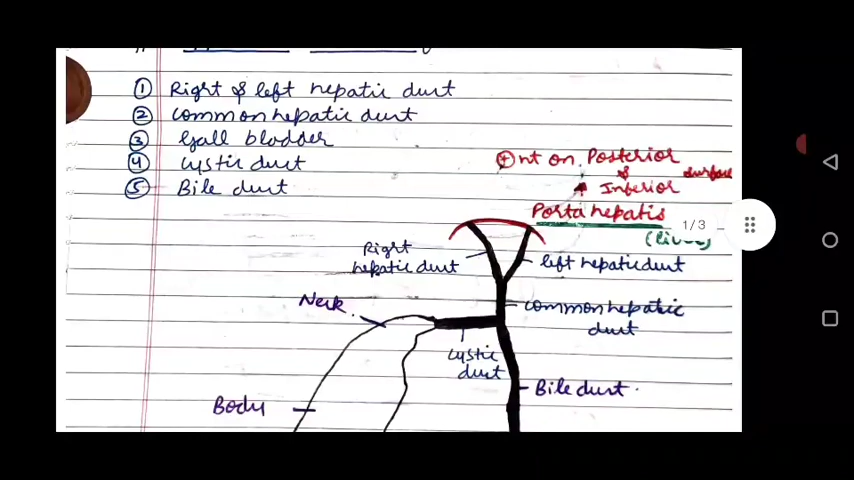 ① Right & left hepatic duct
② Common hepatic duct
③ Gall bladder
④ Cystic duct
⑤ Bile duct
⊕nt on Posterior & Inferior surface
Porta hepatis
(liver)
1/3
Right hepatic duct
left hepatic duct
Neck
common hepatic duct
cystic duct
Bile duct
Body